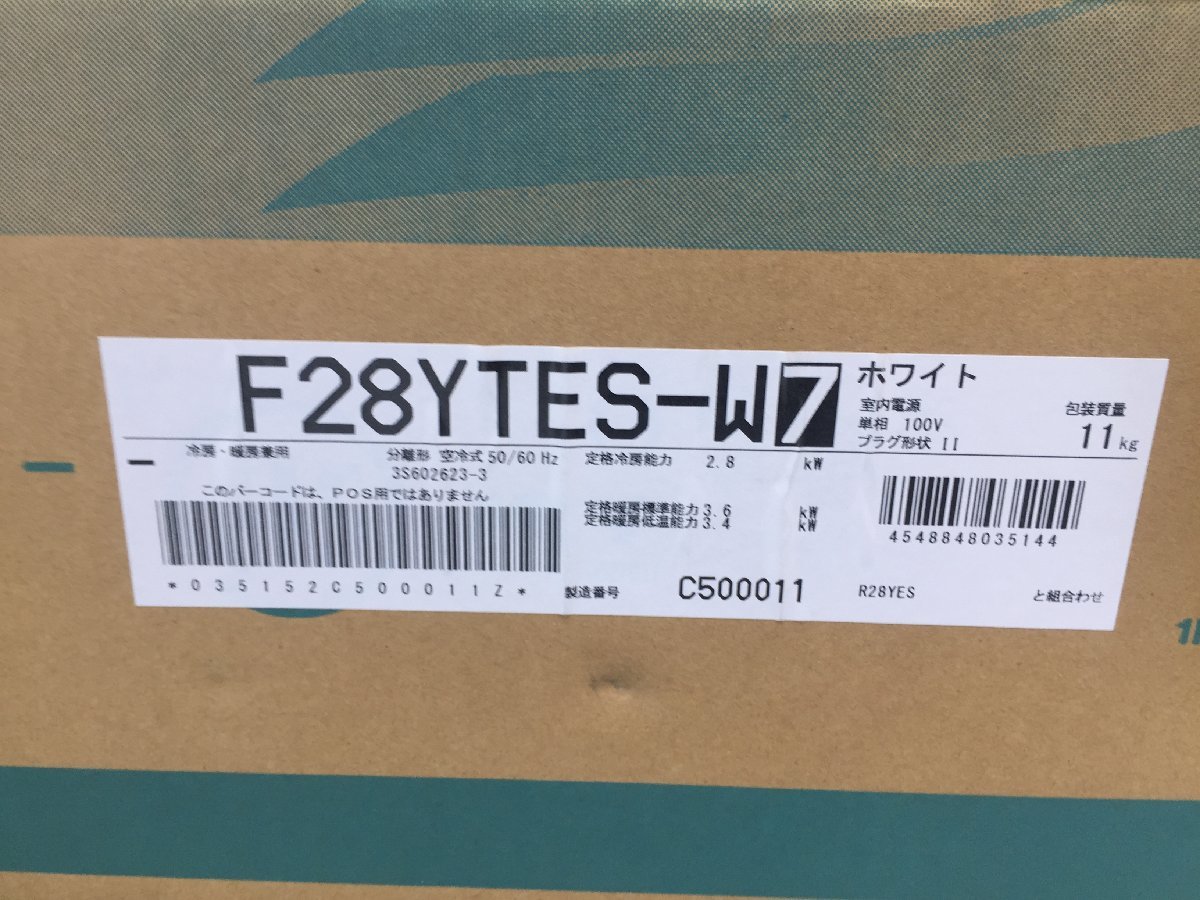 F28YTES-W7
ホワイト
室内電源
単相 100V
プラグ形状 II
包装質量
11kg
冷房・暖房兼用
分離形 空冷式 50/60 Hz
3S602623-3
定格冷房能力 2.8 kW
このバーコードは、POS用ではありません
定格暖房標準能力 3.6 kW
定格暖房低温能力 3.4 kW
4548848035144
*035152C500011Z*
製造番号 C500011
R28YES と組合わせ